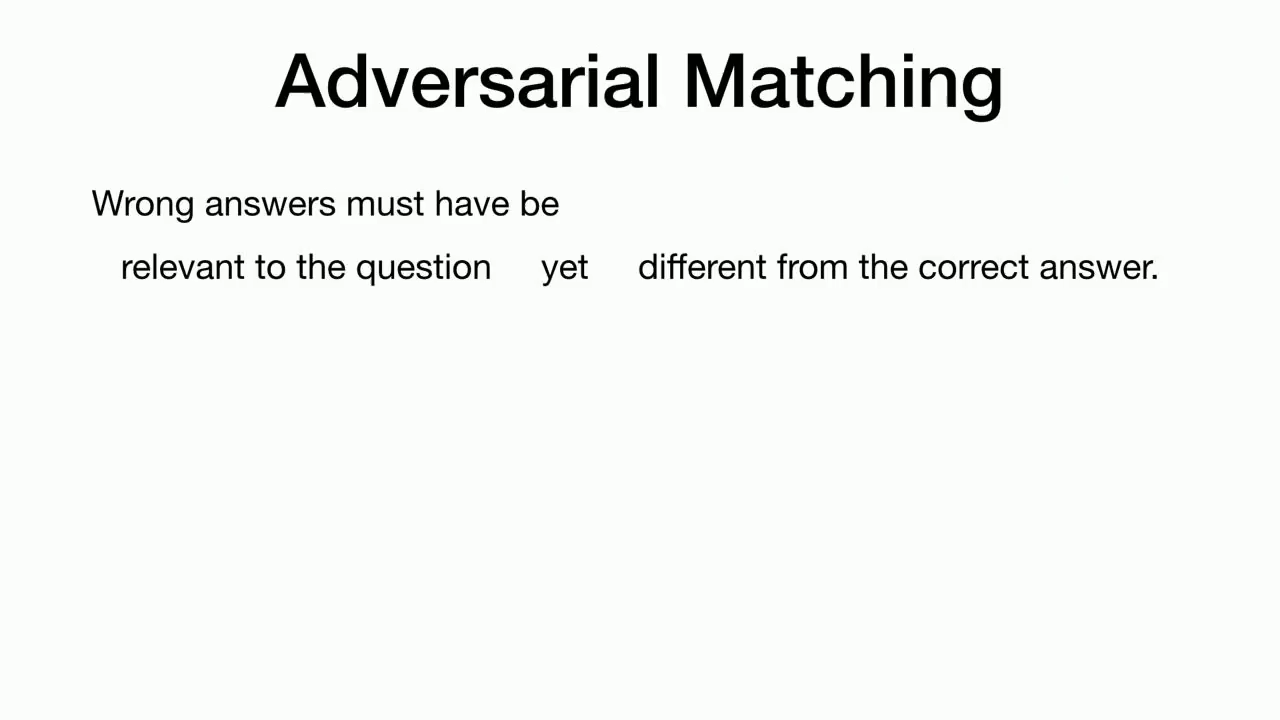 Adversarial Matching
Wrong answers must have be
relevant to the question yet different from the correct answer.